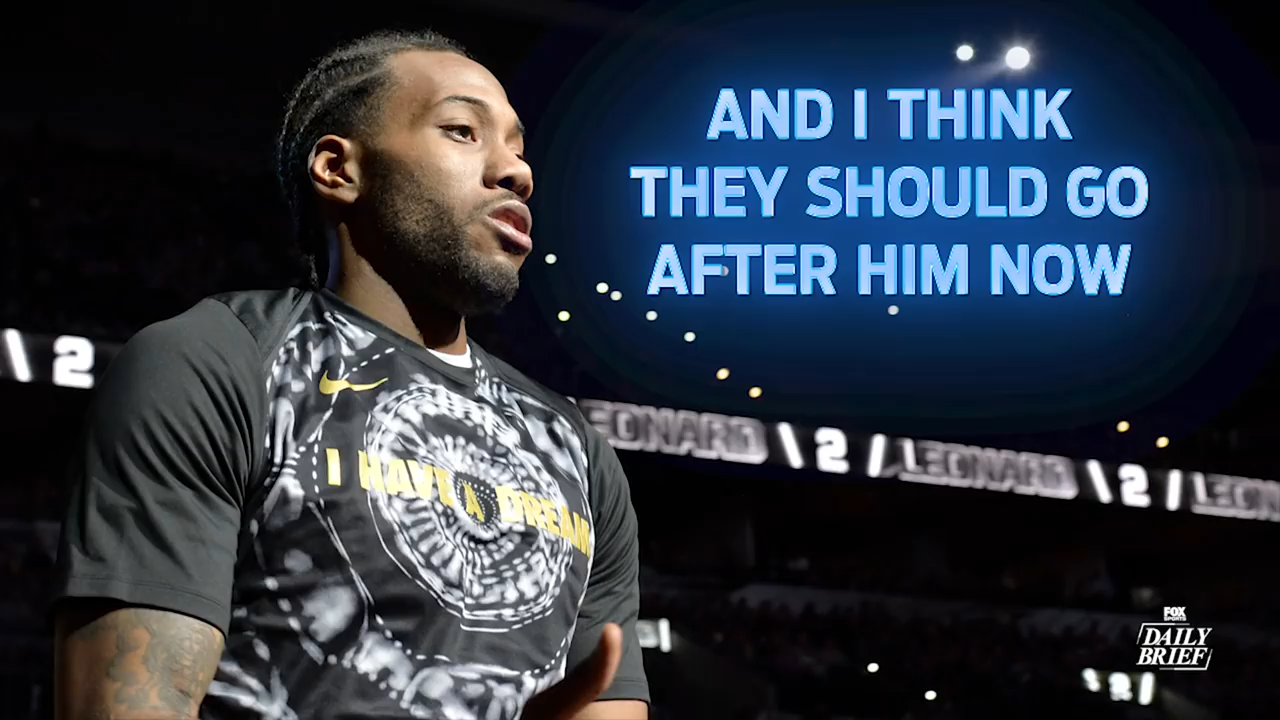 AND I THINK
THEY SHOULD GO
AFTER HIM NOW
\ 2
LEONARD \ 2 / LEONARD \ 2 /
I HAVE A DREAM
FOX
SPORTS
DAILY
BRIEF